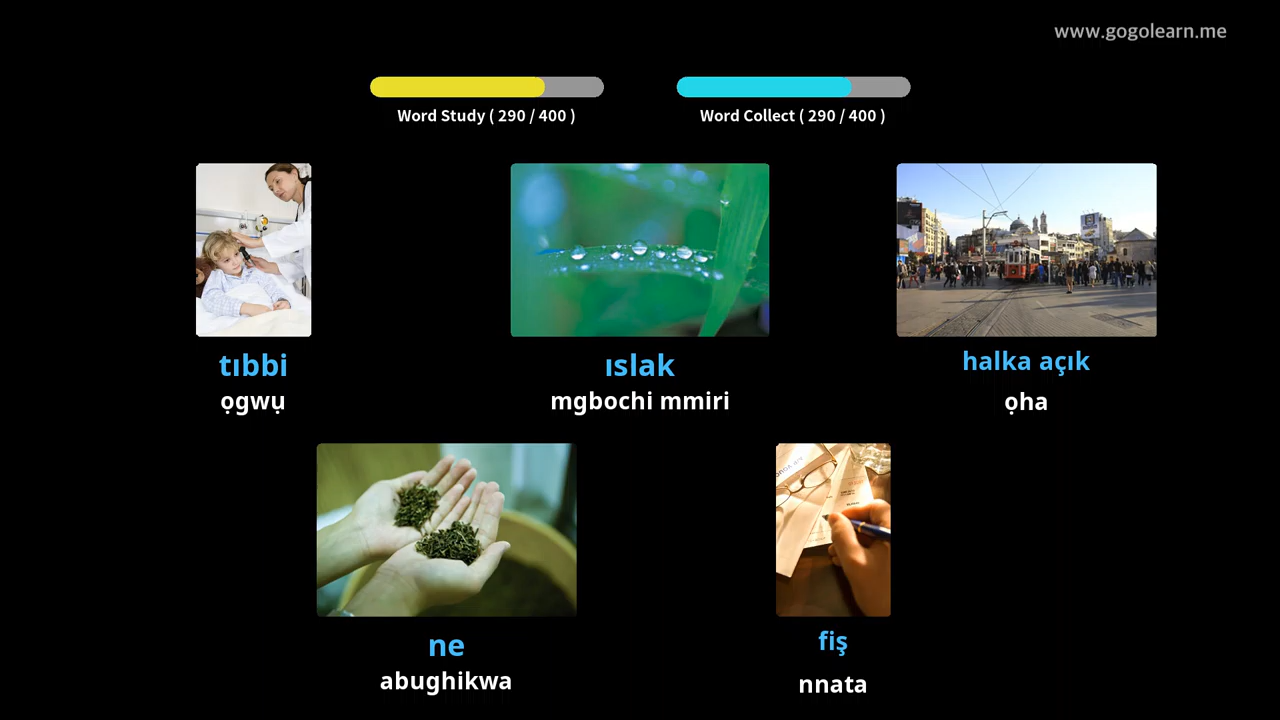 www.gogolearn.me
Word Study ( 290 / 400 )
Word Collect ( 290 / 400 )
tıbbi
ọgwụ
ıslak
mgbochi mmiri
halka açık
ọha
ne
abughikwa
fiş
nnata